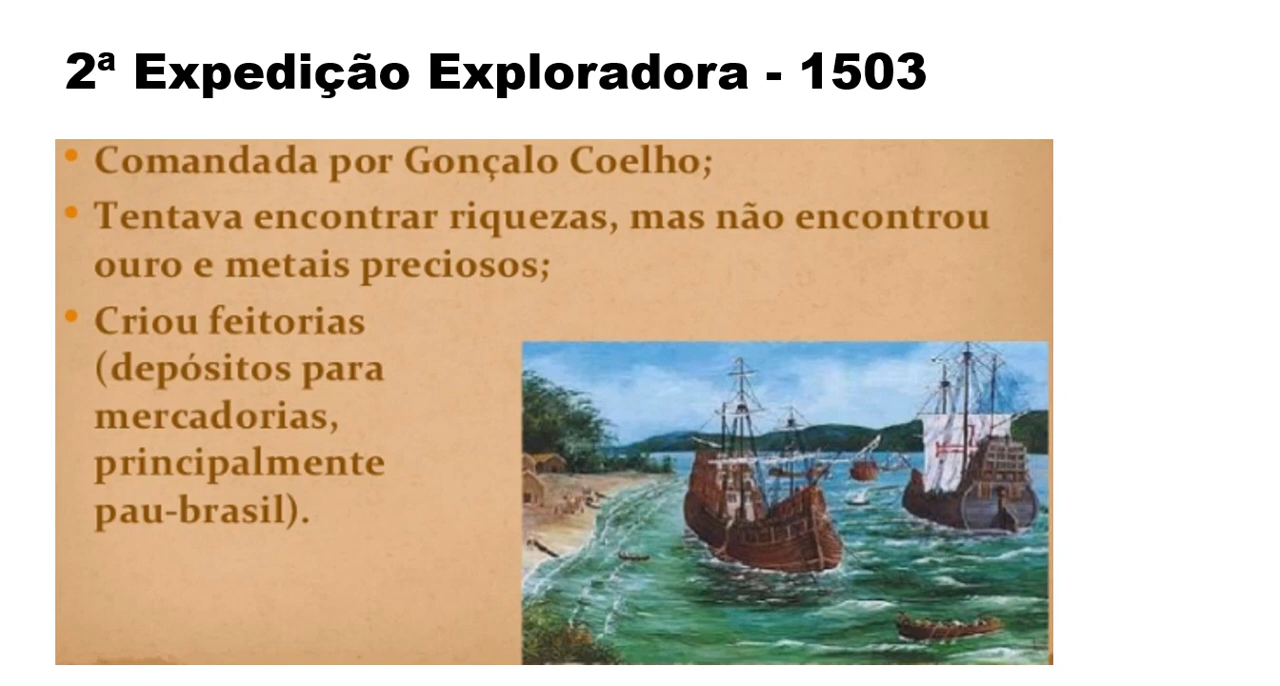 2ª Expedição Exploradora - 1503
• Comandada por Gonçalo Coelho;
• Tentava encontrar riquezas, mas não encontrou
ouro e metais preciosos;
• Criou feitorias
(depósitos para
mercadorias,
principalmente
pau-brasil).